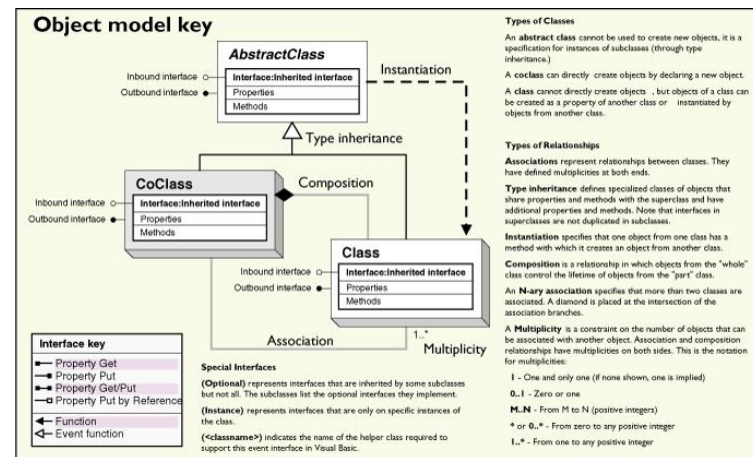 Object model key
AbstractClass
Inbound interface
Interface:Inherited interface
Outbound interface
Properties
Methods
Instantiation
Type inheritance
CoClass
Composition
Inbound interface
Interface:Inherited interface
Outbound interface
Properties
Methods
Class
Inbound interface
Interface:Inherited interface
Outbound interface
Properties
Methods
Association
1..*
Multiplicity
Interface key
Property Get
Property Put
Property Get/Put
Property Put by Reference
Function
Event function
Special Interfaces
(Optional) represents interfaces that are inherited by some subclasses
but not all. The subclasses list the optional interfaces they implement.
(Instance) represents interfaces that are only on specific instances of
the class.
(<classname>) indicates the name of the helper class required to
support this event interface in Visual Basic.
Types of Classes
An abstract class cannot be used to create new objects, it is a
specification for instances of subclasses (through type
inheritance.)
A coclass can directly create objects by declaring a new object.
A class cannot directly create objects , but objects of a class can
be created as a property of another class or instantiated by
objects from another class.
Types of Relationships
Associations represent relationships between classes. They
have defined multiplicities at both ends.
Type inheritance defines specialized classes of objects that
share properties and methods with the superclass and have
additional properties and methods. Note that interfaces in
superclasses are not duplicated in subclasses.
Instantiation specifies that one object from one class has a
method with which it creates an object from another class.
Composition is a relationship in which objects from the "whole"
class control the lifetime of objects from the "part" class.
An N-ary association specifies that more than two classes are
associated. A diamond is placed at the intersection of the
association branches.
A Multiplicity is a constraint on the number of objects that can
be associated with another object. Association and composition
relationships have multiplicities on both sides. This is the notation
for multiplicities:
1 - One and only one (if none shown, one is implied)
0..1 - Zero or one
M..N - From M to N (positive integers)
* or 0..* - From zero to any positive integer
1..* - From one to any positive integer